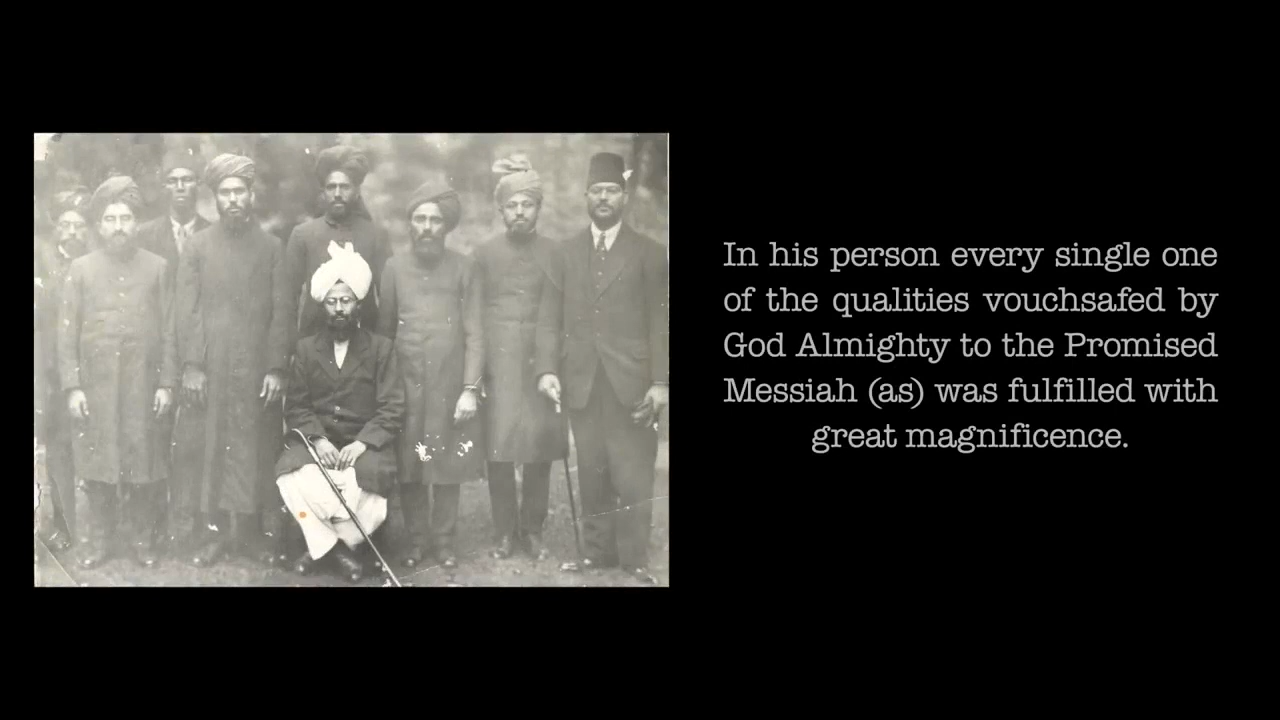 In his person every single one
of the qualities vouchsafed by
God Almighty to the Promised
Messiah (as) was fulfilled with
great magnificence.